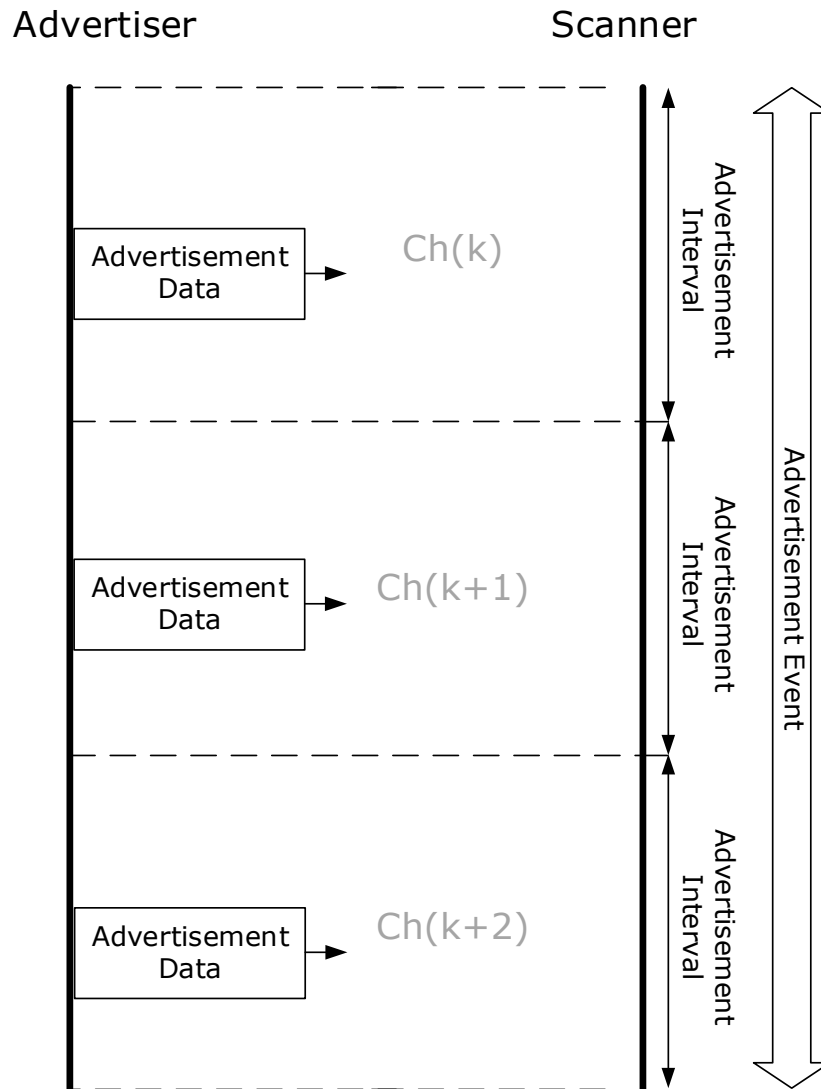 Advertiser
Scanner
Advertisement
Data
Ch(k)
Advertisement
Interval
Advertisement
Data
Ch(k+1)
Advertisement
Interval
Advertisement Event
Advertisement
Data
Ch(k+2)
Advertisement
Interval